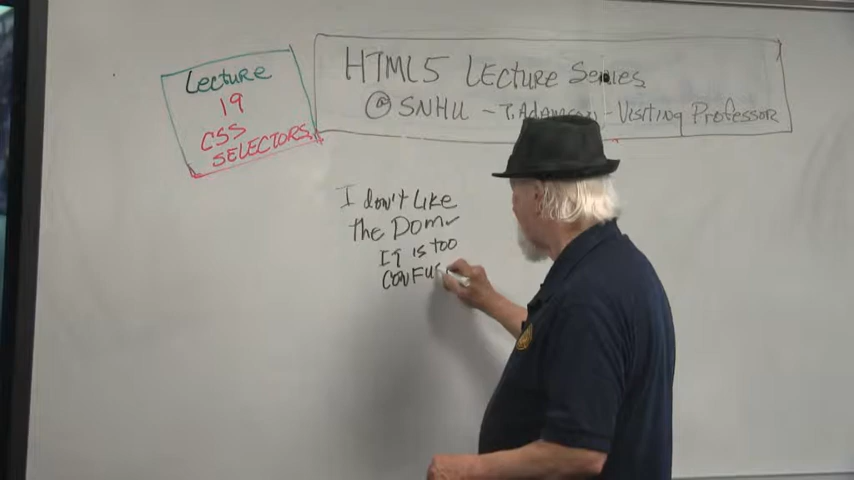 Lecture
19
CSS
SELECTORS
HTML5 Lecture Series
@ SNHU - T. Adamson - Visiting Professor
I don't Like
the Dom
It is too
CONFUS